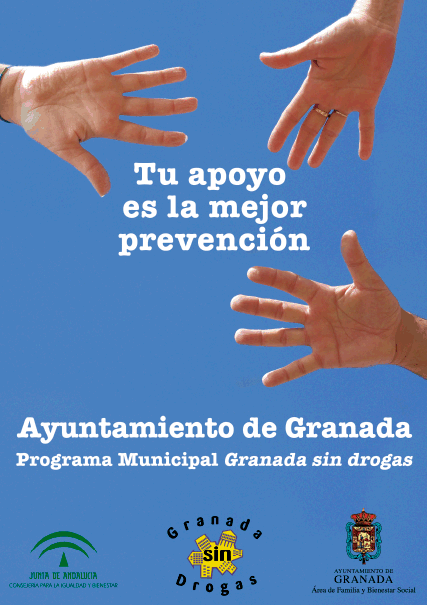 Tu apoyo
es la mejor
prevención
Ayuntamiento de Granada
Programa Municipal Granada sin drogas
JUNTA DE ANDALUCIA
CONSEJERÍA PARA LA IGUALDAD Y BIENESTAR
Granada
sin
Drogas
AYUNTAMIENTO DE
GRANADA
Área de Familia y Bienestar Social